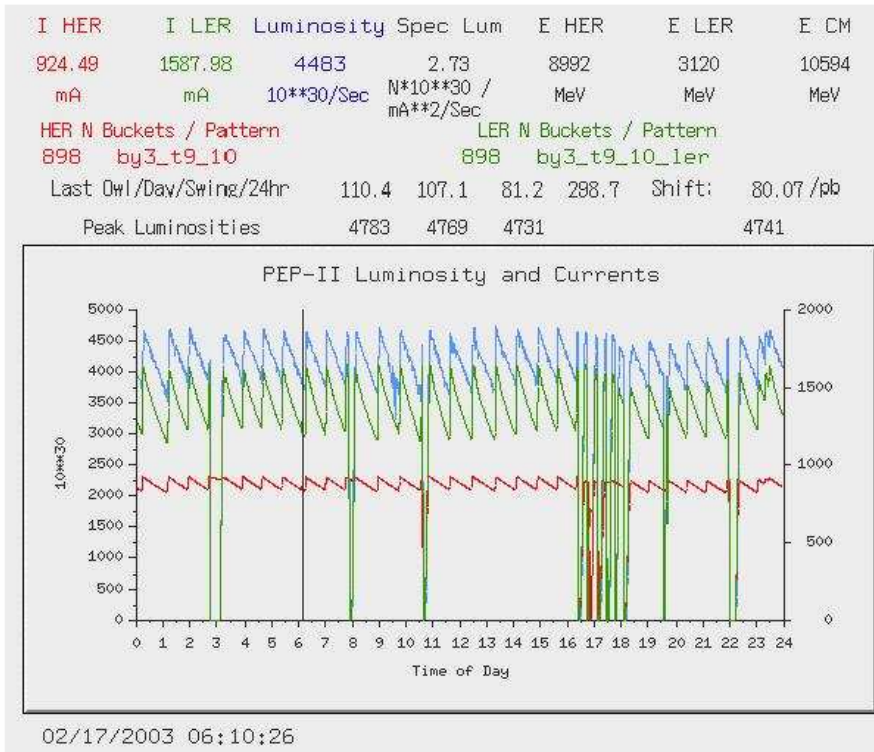 I HER I LER Luminosity Spec Lum E HER E LER E CM
924.49 1587.98 4483 2.73 8992 3120 10594
mA mA 10**30/Sec N*10**30 / mA**2/Sec MeV MeV MeV
HER N Buckets / Pattern LER N Buckets / Pattern
898 by3_t9_10 898 by3_t9_10_ler
Last Owl/Day/Swing/24hr 110.4 107.1 81.2 298.7 Shift: 80.07 /pb
Peak Luminosities 4783 4769 4731 4741
PEP-II Luminosity and Currents
5000 2000
4500
4000
3500 1500
3000
2500 1000
2000
1500
1000 500
500
0 0
10**30
0 1 2 3 4 5 6 7 8 9 10 11 12 13 14 15 16 17 18 19 20 21 22 23 24
Time of Day
02/17/2003 06:10:26